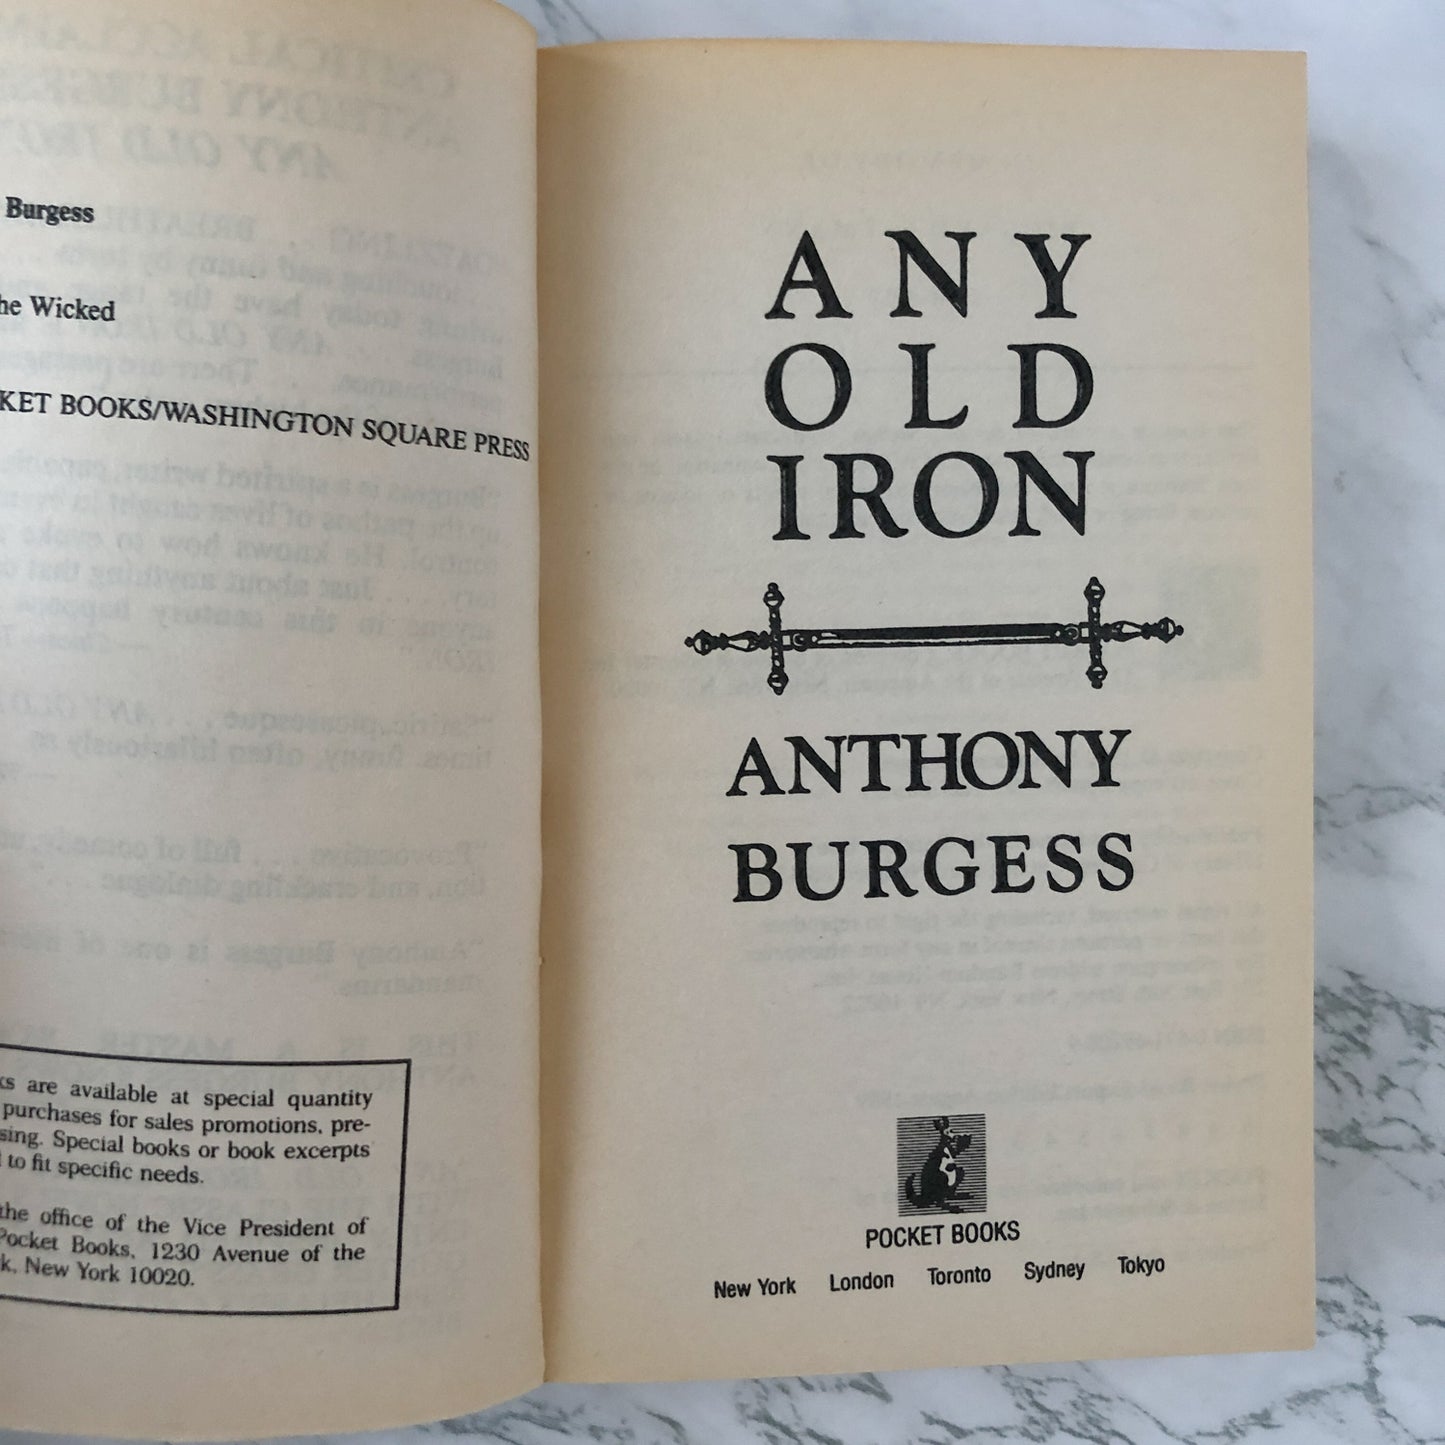 Burgess
he Wicked
KET BOOKS/WASHINGTON SQUARE PRESS
ks are available at special quantity
purchases for sales promotions, pre-
sing. Special books or book excerpts
to fit specific needs.
the office of the Vice President of
Pocket Books, 1230 Avenue of the
k, New York 10020.
ANY
OLD
IRON
ANTHONY
BURGESS
POCKET BOOKS
New York London Toronto Sydney Tokyo